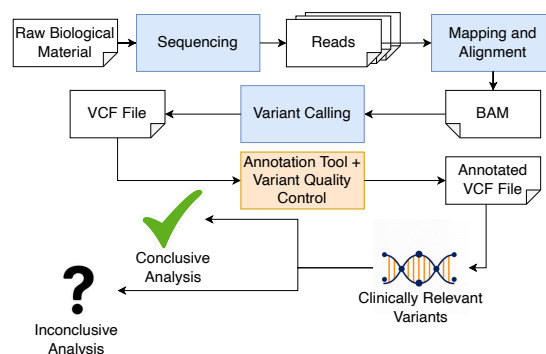 Raw Biological
Material
Sequencing
Reads
Mapping and
Alignment
VCF File
Variant Calling
BAM
Annotation Tool +
Variant Quality
Control
Annotated
VCF File
Conclusive
Analysis
Clinically Relevant
Variants
?
Inconclusive
Analysis